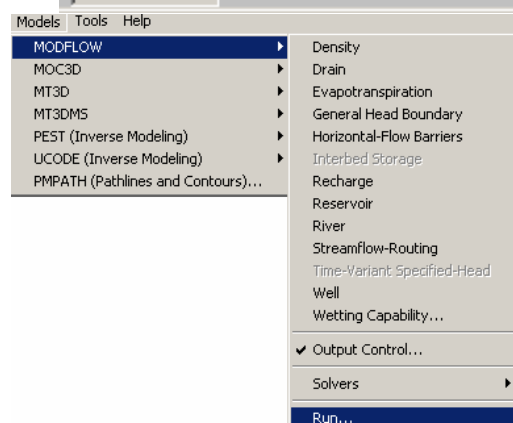 Models Tools Help
MODFLOW
MOC3D
MT3D
MT3DMS
PEST (Inverse Modeling)
UCODE (Inverse Modeling)
PMPATH (Pathlines and Contours)...
Density
Drain
Evapotranspiration
General Head Boundary
Horizontal-Flow Barriers
Interbed Storage
Recharge
Reservoir
River
Streamflow-Routing
Time-Variant Specified-Head
Well
Wetting Capability...
Output Control...
Solvers
Run...